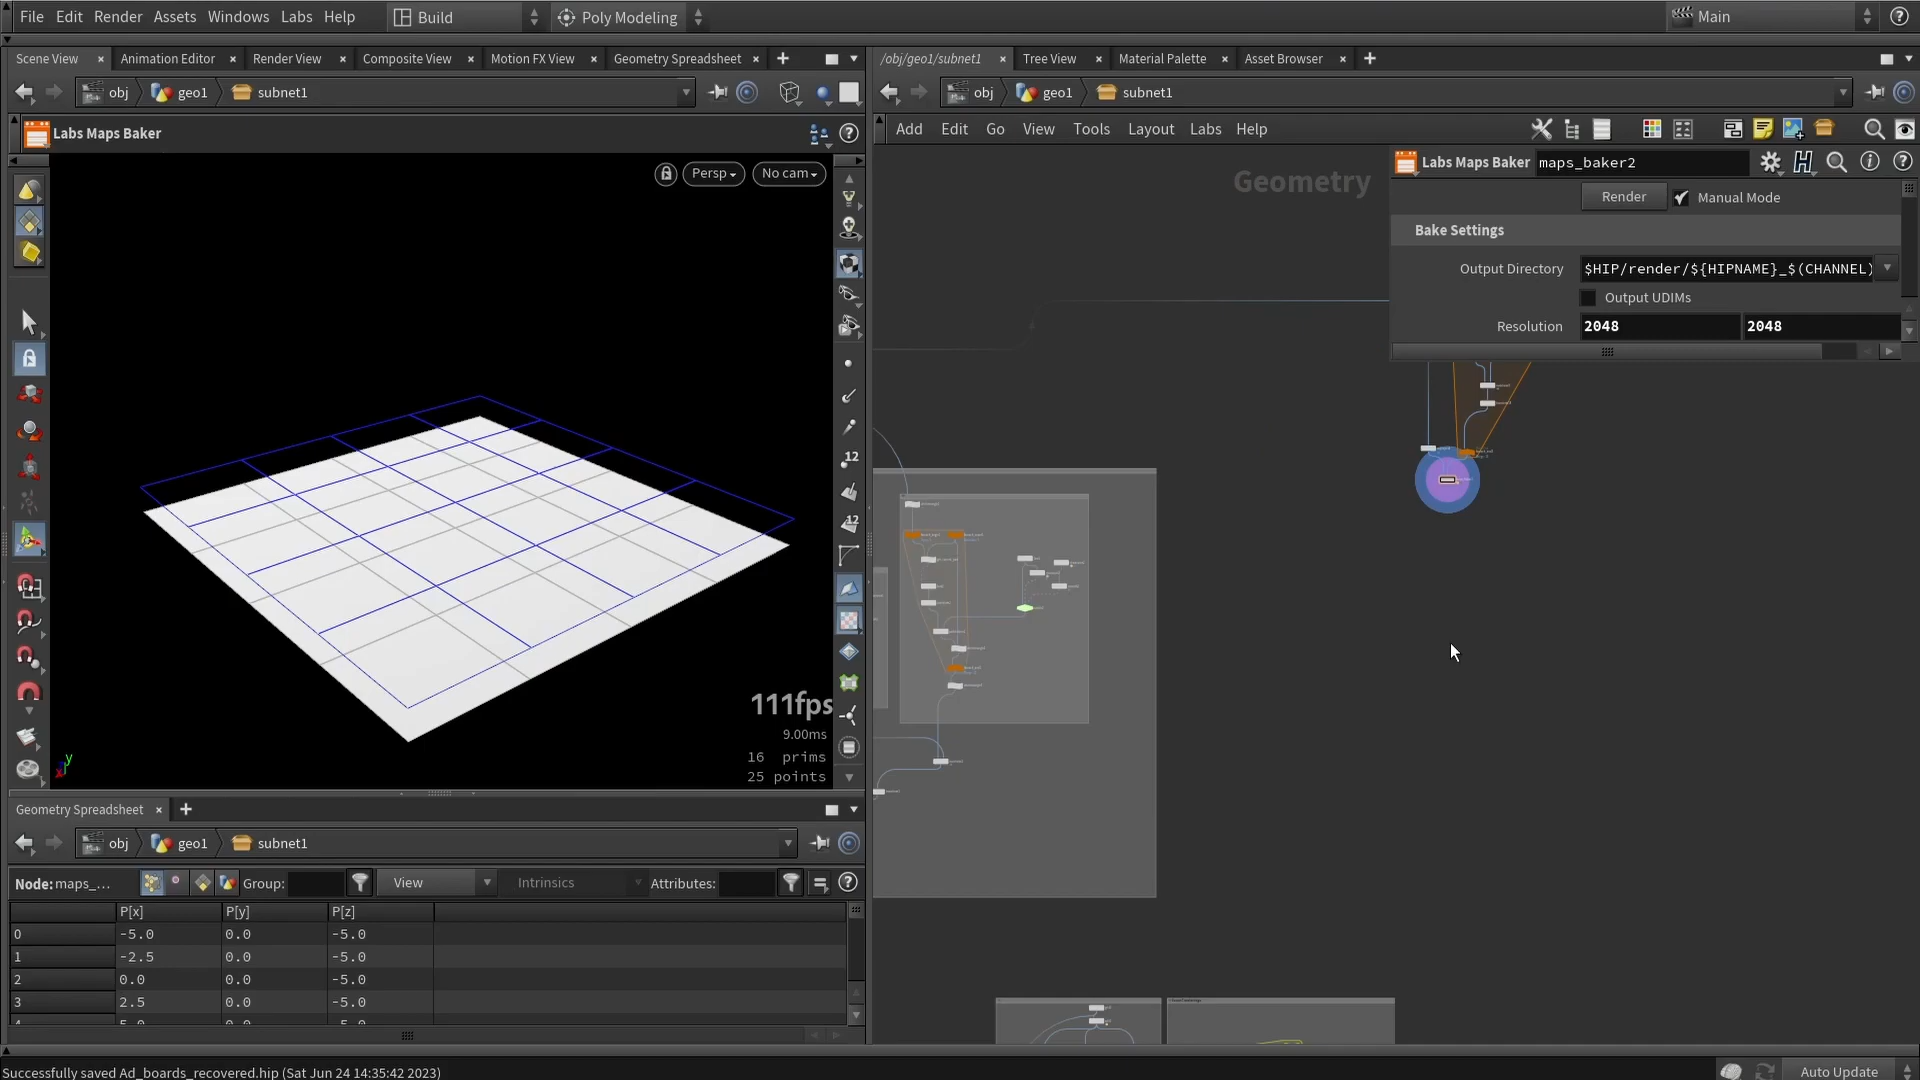 File Edit Render Assets Windows Labs Help Build Poly Modeling Main
Scene View Animation Editor Render View Composite View Motion FX View Geometry Spreadsheet
/obj/geo1/subnet1 Tree View Material Palette Asset Browser
obj geo1 subnet1
obj geo1 subnet1
Labs Maps Baker
Add Edit Go View Tools Layout Labs Help
Persp No cam
Geometry
Labs Maps Baker maps_baker2
Render Manual Mode
Bake Settings
Output Directory $HIP/render/${HIPNAME}_$(CHANNEL)
Output UDIMs
Resolution 2048 2048
12
12
111fps
9.00ms
16 prims
25 points
y
x
Geometry Spreadsheet
obj geo1 subnet1
Node: maps_... Group: View Intrinsics Attributes:
P[x] P[y] P[z]
0 -5.0 0.0 -5.0
1 -2.5 0.0 -5.0
2 0.0 0.0 -5.0
3 2.5 0.0 -5.0
Successfully saved Ad_boards_recovered.hip (Sat Jun 24 14:35:42 2023)
Auto Update